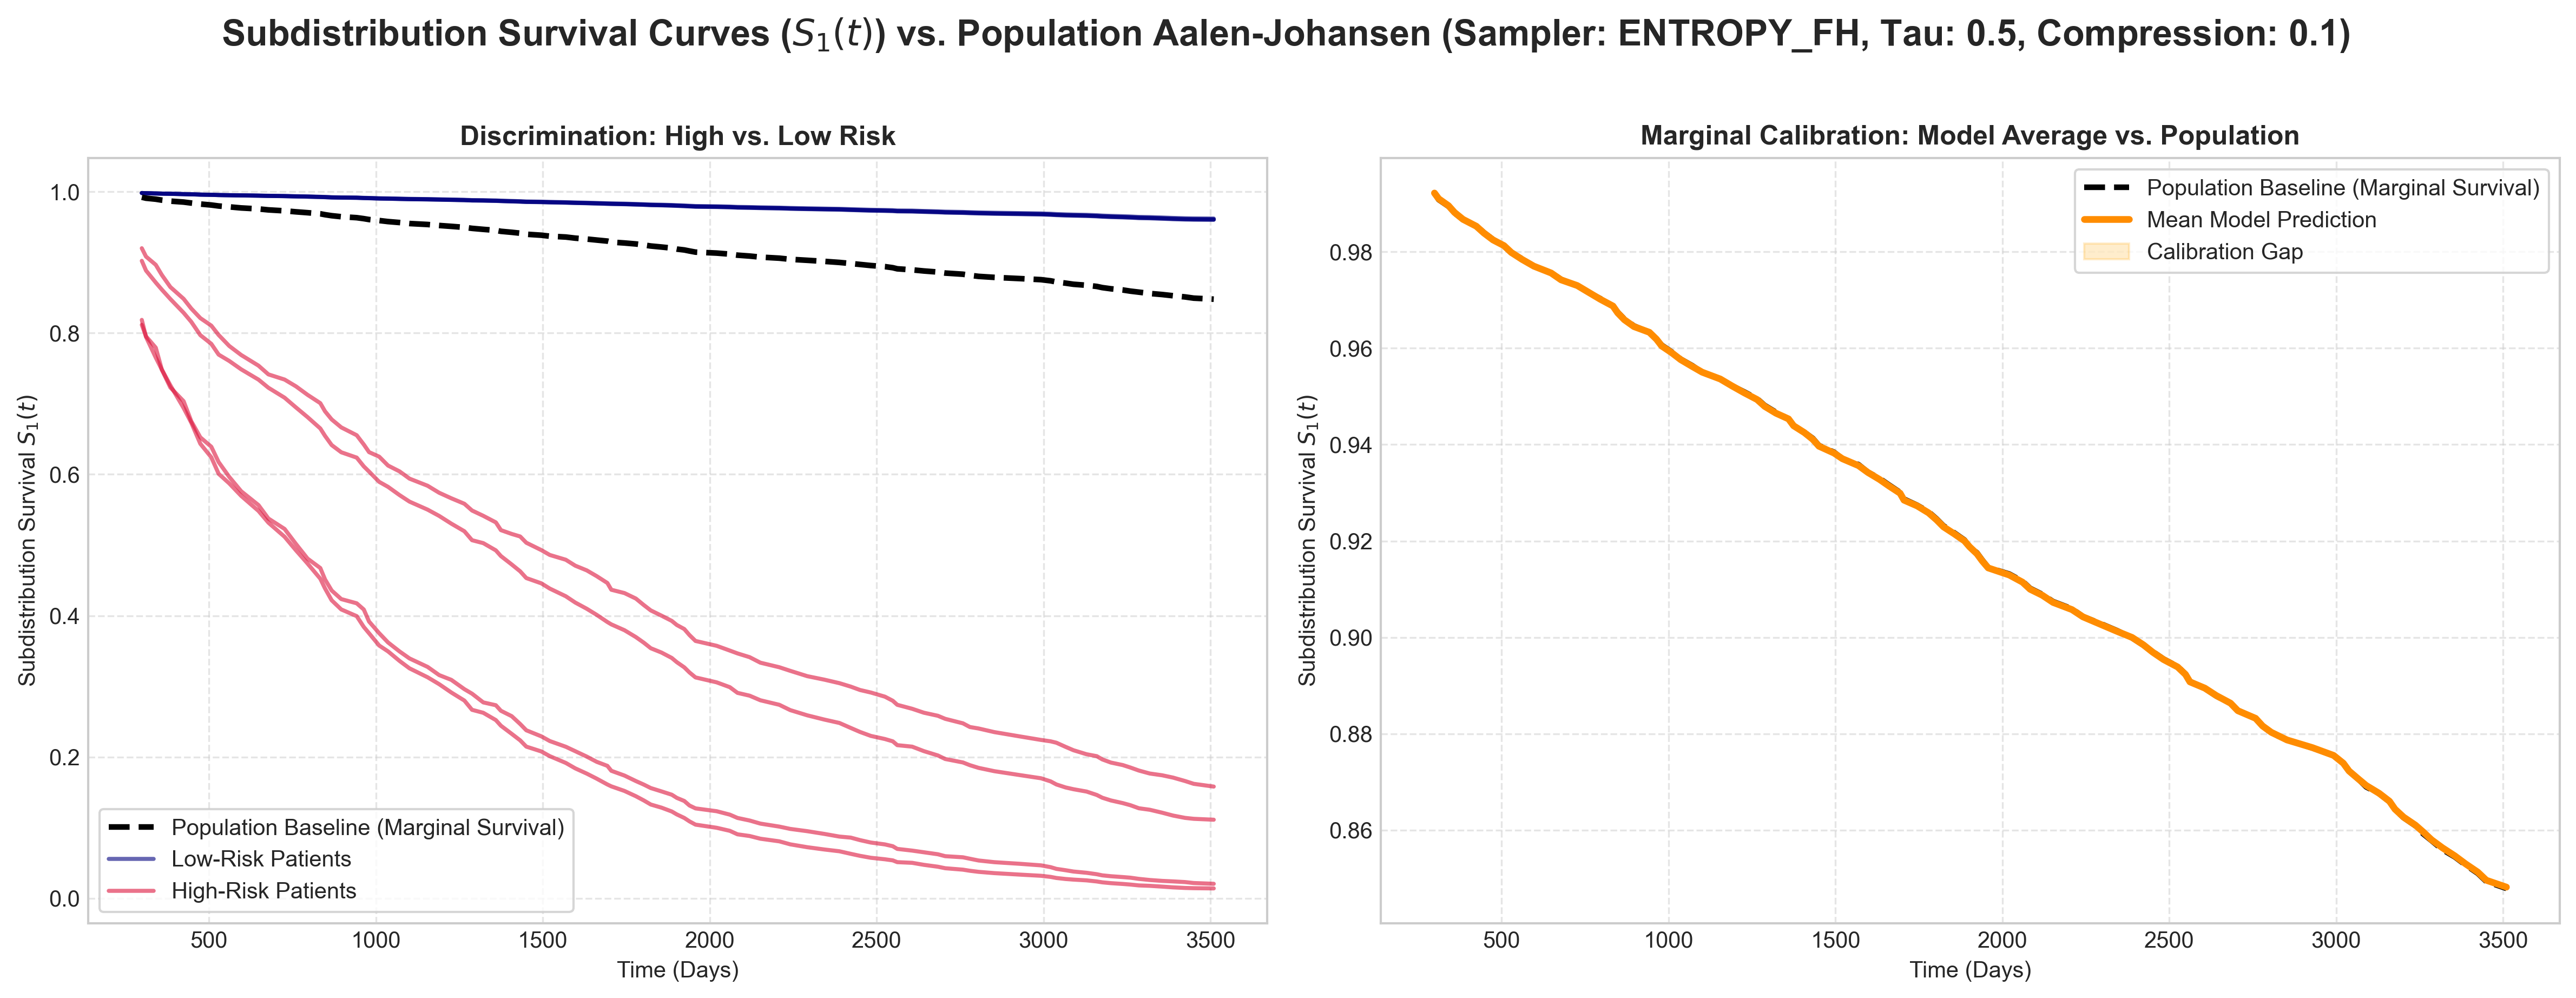 Subdistribution Survival Curves (S₁(t)) vs. Population Aalen-Johansen (Sampler: ENTROPY_FH, Tau: 0.5, Compression: 0.1)
Discrimination: High vs. Low Risk
Subdistribution Survival S₁(t)
1.0
0.8
0.6
0.4
0.2
0.0
Population Baseline (Marginal Survival)
Low-Risk Patients
High-Risk Patients
500 1000 1500 2000 2500 3000 3500
Time (Days)
Marginal Calibration: Model Average vs. Population
Subdistribution Survival S₁(t)
0.98
0.96
0.94
0.92
0.90
0.88
0.86
Population Baseline (Marginal Survival)
Mean Model Prediction
Calibration Gap
500 1000 1500 2000 2500 3000 3500
Time (Days)